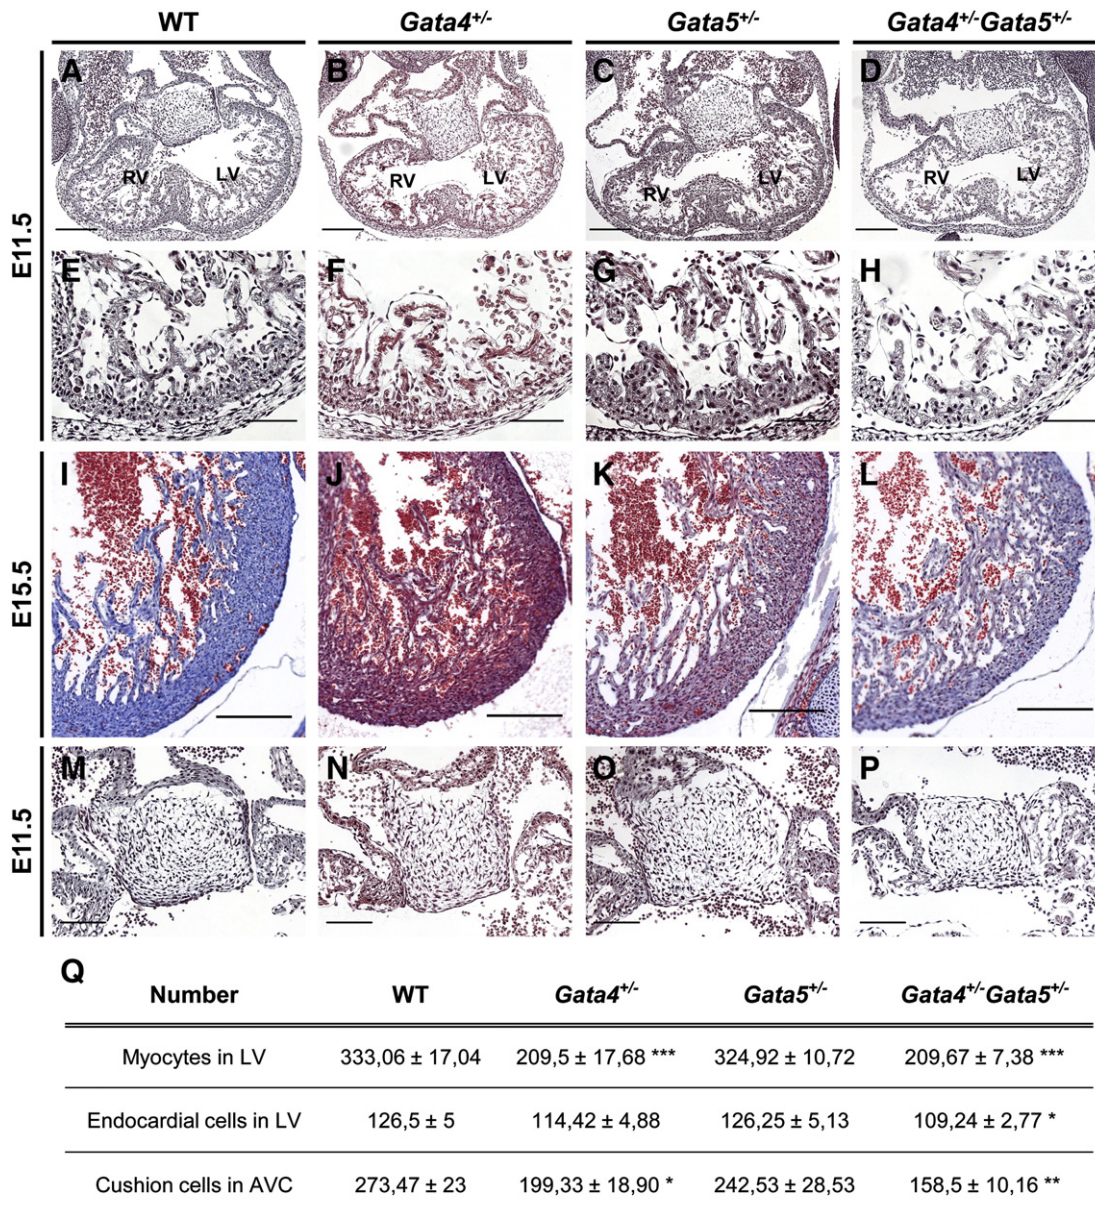 WT Gata4+/- Gata5+/- Gata4+/-Gata5+/-
E11.5
A B C D
RV LV RV LV RV LV RV LV
E F G H
E15.5
I J K L
E11.5
M N O P
Q
Number WT Gata4+/- Gata5+/- Gata4+/-Gata5+/-
Myocytes in LV 333,06 ± 17,04 209,5 ± 17,68 *** 324,92 ± 10,72 209,67 ± 7,38 ***
Endocardial cells in LV 126,5 ± 5 114,42 ± 4,88 126,25 ± 5,13 109,24 ± 2,77 *
Cushion cells in AVC 273,47 ± 23 199,33 ± 18,90 * 242,53 ± 28,53 158,5 ± 10,16 **